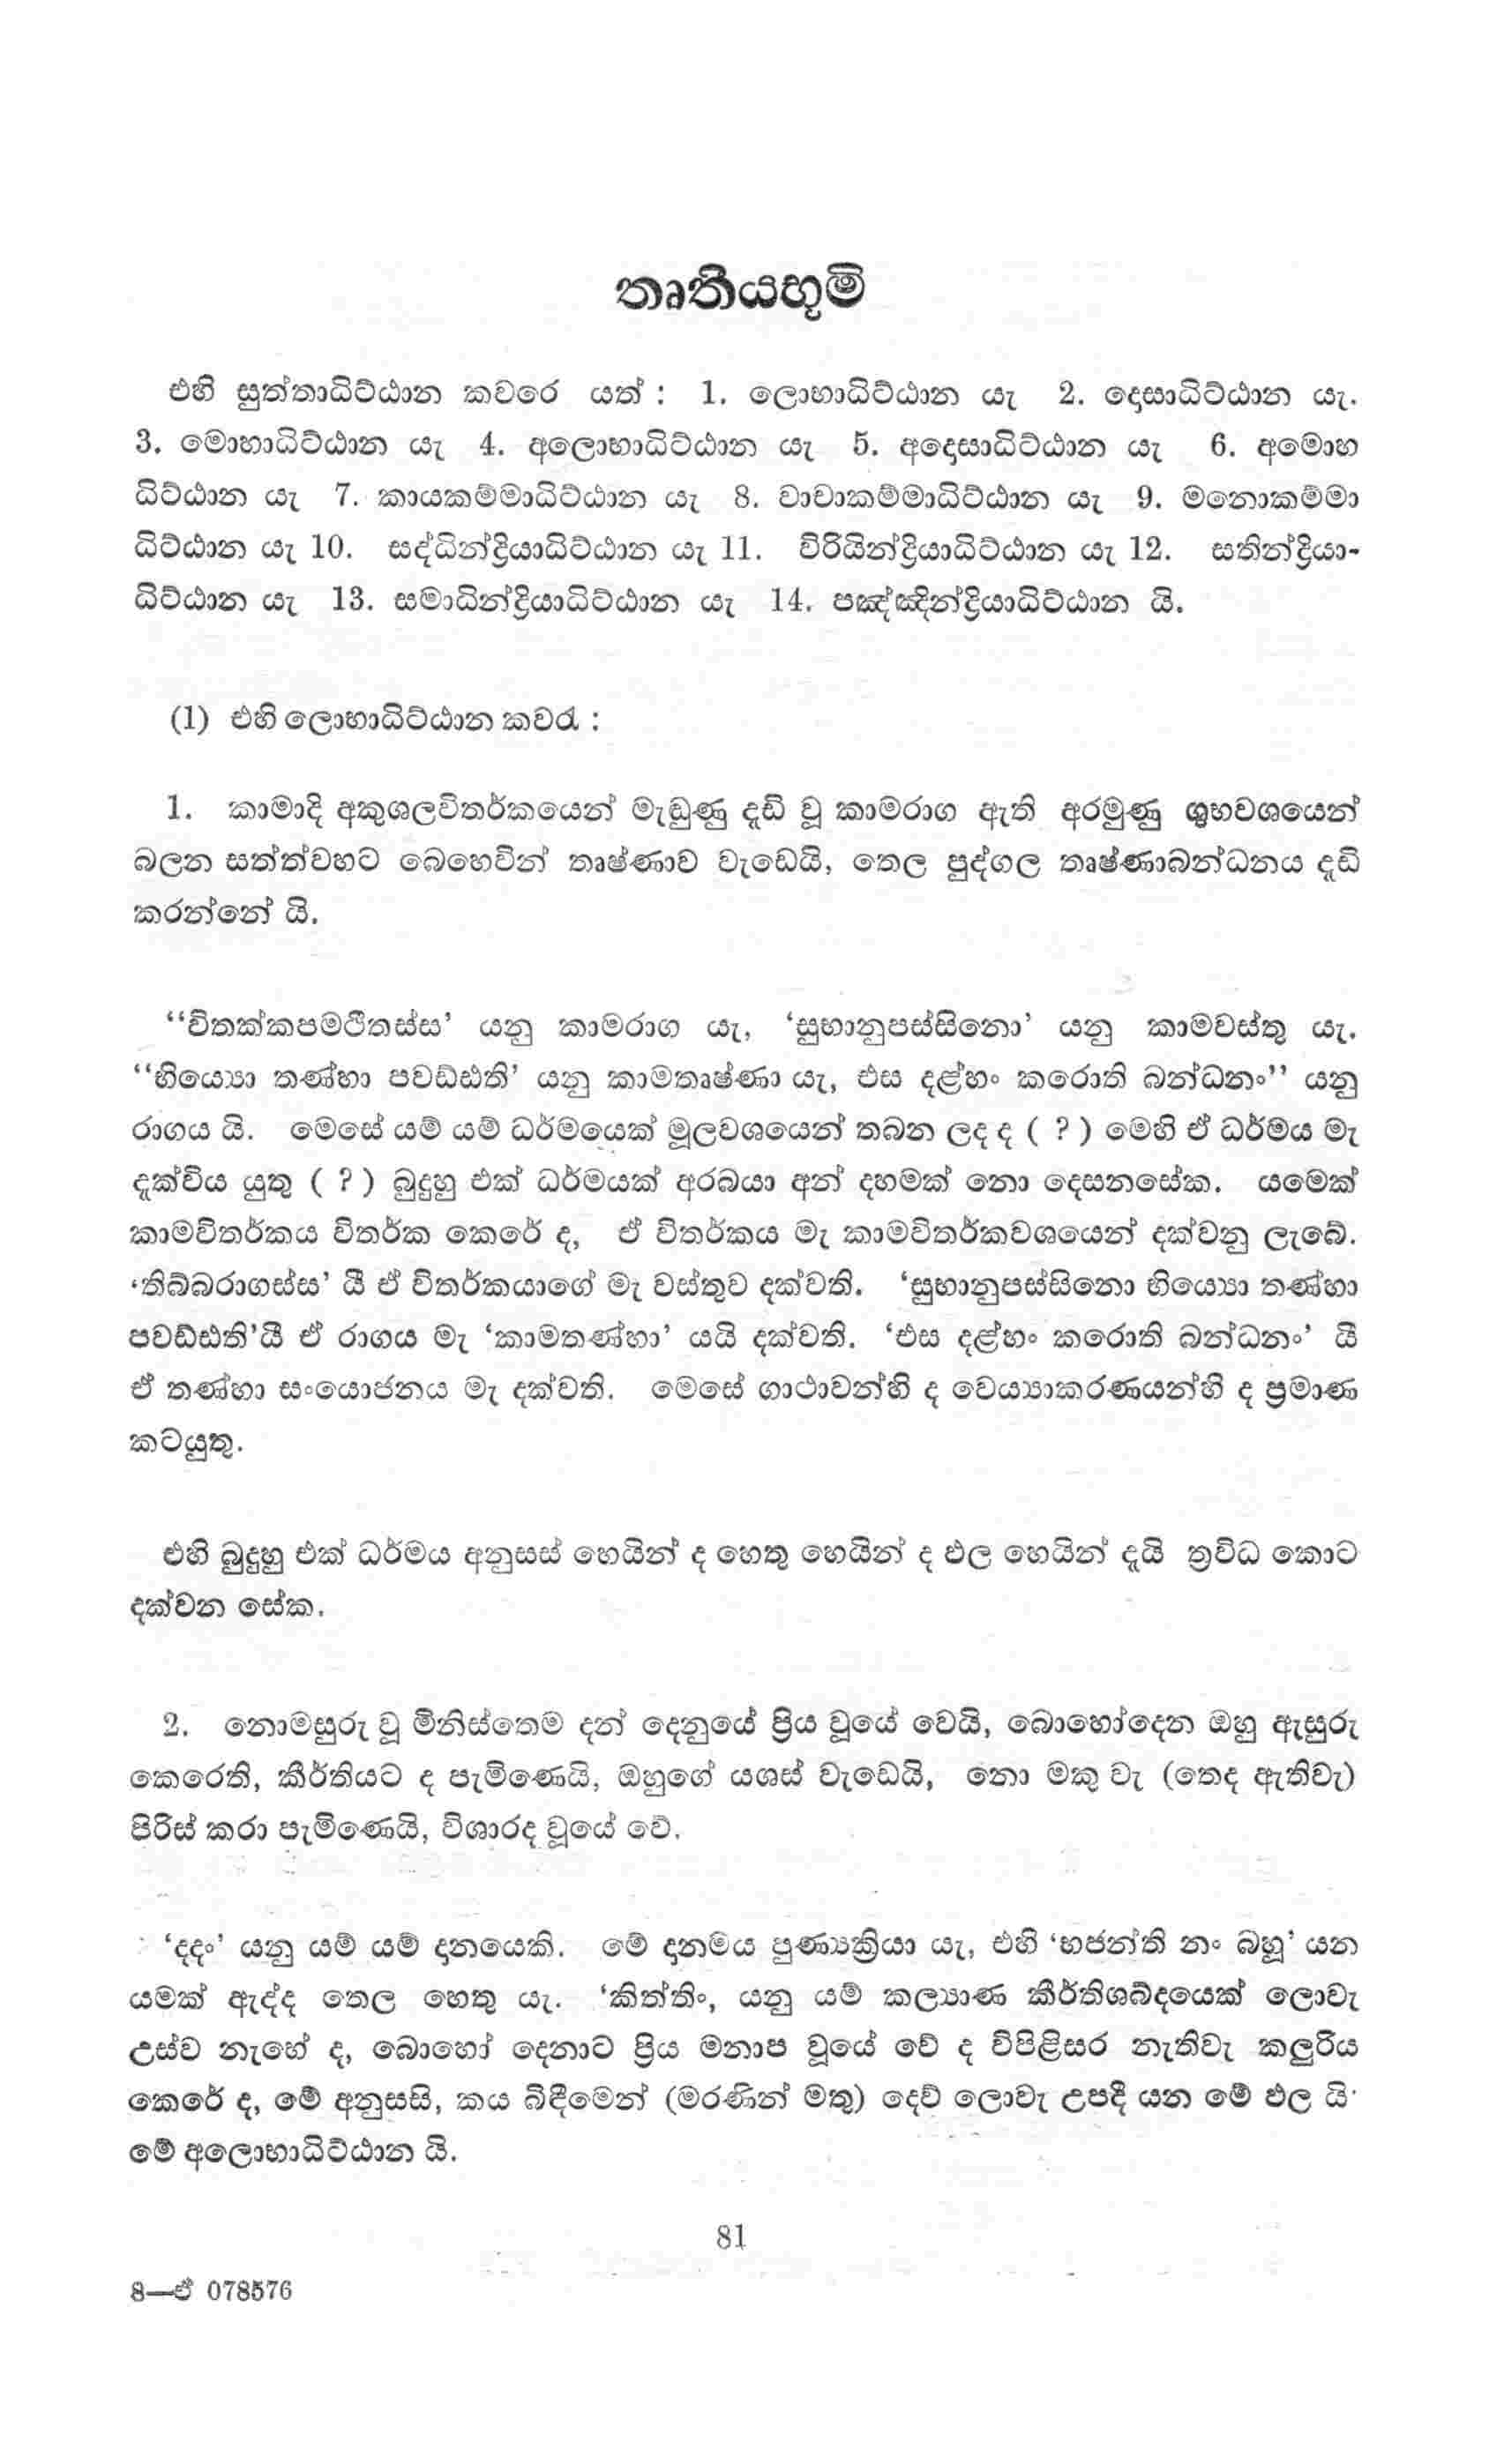 තෘතීයභූමි
එහි සුත්තාධිට්ඨාන කවරෙ යත් : 1. ලොභාධිට්ඨාන යැ 2. දොසාධිට්ඨාන යැ.
3. මොහාධිට්ඨාන යැ 4. අලොභාධිට්ඨාන යැ 5. අදොසාධිට්ඨාන යැ 6. අමොහ
ධිට්ඨාන යැ 7. කායකම්මාධිට්ඨාන යැ 8. වාචාකම්මාධිට්ඨාන යැ 9. මනොකම්මා
ධිට්ඨාන යැ 10. සද්ධින්ද්‍රියාධිට්ඨාන යැ 11. විරියින්ද්‍රියාධිට්ඨාන යැ 12. සතින්ද්‍රියා-
ධිට්ඨාන යැ 13. සමාධින්ද්‍රියාධිට්ඨාන යැ 14. පඤ්ඤින්ද්‍රියාධිට්ඨාන යි.
(1) එහි ලොභාධිට්ඨාන කවරැ :
1. කාමාදි අකුශලවිතර්කයෙන් මැඬුණු දැඩි වූ කාමරාග ඇති අරමුණු ශුභවශයෙන්
බලන සත්ත්වහට බෙහෙවින් තෘෂ්ණාව වැඩෙයි, තෙල පුද්ගල තෘෂ්ණාබන්ධනය දැඩි
කරන්නේ යි.
‘‘විතක්කපමථිතස්ස’ යනු කාමරාග යැ, ‘සුභානුපස්සිනො’ යනු කාමවස්තු යැ.
‘‘භියෙ‍්‍යා තණ්හා පවඩ්ඪති’ යනු කාමතෘෂ්ණා යැ, එස දළ්හං කරොති බන්ධනං’’ යනු
රාගය යි. මෙසේ යම් යම් ධර්මයෙක් මූලවශයෙන් තබන ලද ද ( ? ) මෙහි ඒ ධර්මය මැ
දැක්විය යුතු ( ? ) බුදුහු එක් ධර්මයක් අරබයා අන් දහමක් නො දෙසනසේක. යමෙක්
කාමවිතර්කය විතර්ක කෙරේ ද, ඒ විතර්කය මැ කාමවිතර්කවශයෙන් දක්වනු ලැබේ.
‘තිබ්බරාගස්ස’ යී ඒ විතර්කයාගේ මැ වස්තුව දක්වති. ‘සුභානුපස්සිනො භියෙ‍්‍යා තණ්හා
පවඩ්ඪති’යී ඒ රාගය මැ ‘කාමතණ්හා’ යයි දක්වති. ‘එස දළ්හං කරොති බන්ධනං’ යී
ඒ තණ්හා සංයොජනය මැ දක්වති. මෙසේ ගාථාවන්හි ද වෙය්‍යාකරණයන්හි ද ප්‍රමාණ
කටයුතු.
එහි බුදුහු එක් ධර්මය අනුසස් හෙයින් ද හෙතු හෙයින් ද ඵල හෙයින් දැයි ත්‍රිවිධ කොට
දක්වන සේක.
2. නොමසුරු වූ මිනිස්තෙම දන් දෙනුයේ ප්‍රිය වූයේ වෙයි, බොහෝදෙන ඔහු ඇසුරු
කෙරෙති, කීර්තියට ද පැමිණෙයි, ඔහුගේ යශස් වැඩෙයි, නො මකු වැ (තෙද ඇතිවැ)
පිරිස් කරා පැමිණෙයි, විශාරද වූයේ වේ.
‘දදං’ යනු යම් යම් දානයෙකි. මේ දානමය පුණ්‍යක්‍රියා යැ, එහි ‘භජන්ති නං බහූ’ යන
යමක් ඇද්ද තෙල හෙතු යැ. ‘කිත්තිං, යනු යම් කල්‍යාණ කීර්තිශබ්දයෙක් ලොවැ
උස්ව නැඟේ ද, බොහෝ දෙනාට ප්‍රිය මනාප වූයේ වේ ද විපිළිසර නැතිවැ කලුරිය
කෙරේ ද, මේ අනුසසි, කය බිඳීමෙන් (මරණින් මතු) දෙව් ලොවැ උපදී යන මේ ඵල යි.
මේ අලොභාධිට්ඨාන යි.
81
8—ඒ 078576